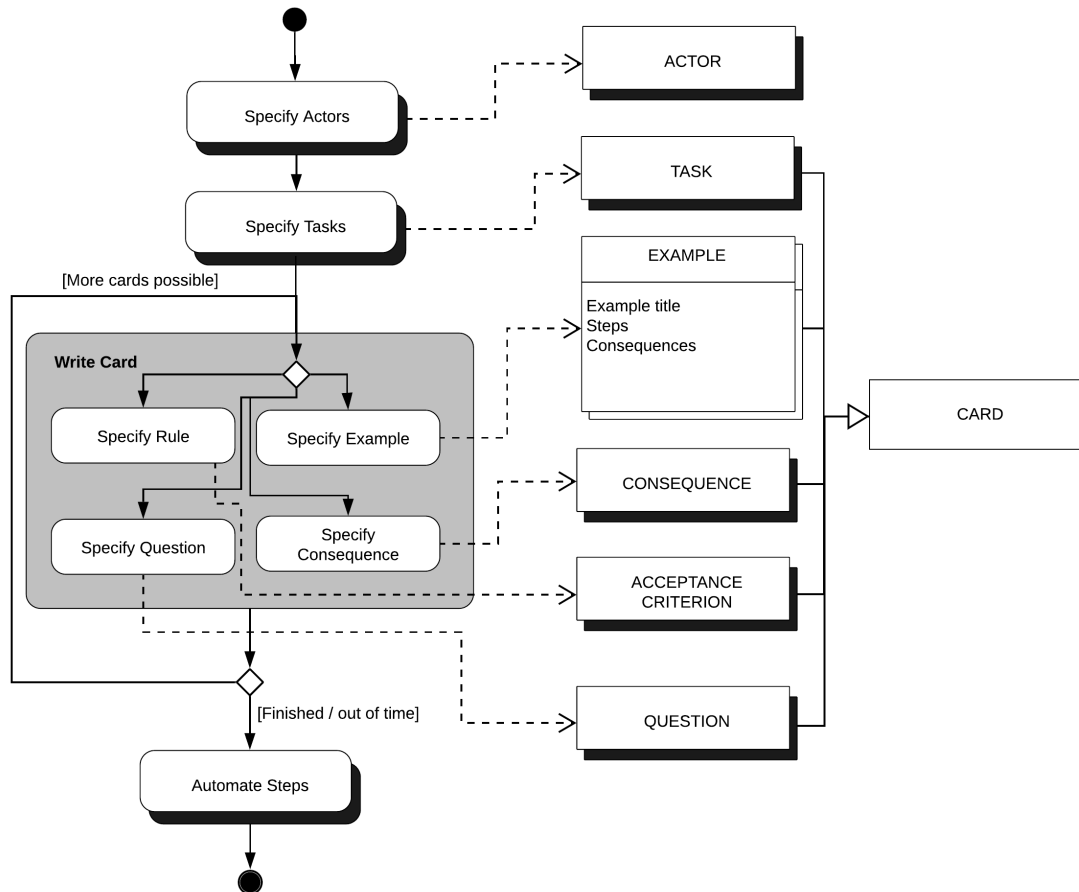 ACTOR
Specify Actors
TASK
Specify Tasks
EXAMPLE
[More cards possible]
Example title
Steps
Consequences
Write Card
CARD
Specify Rule
Specify Example
CONSEQUENCE
Specify Question
Specify
Consequence
ACCEPTANCE
CRITERION
[Finished / out of time]
QUESTION
Automate Steps